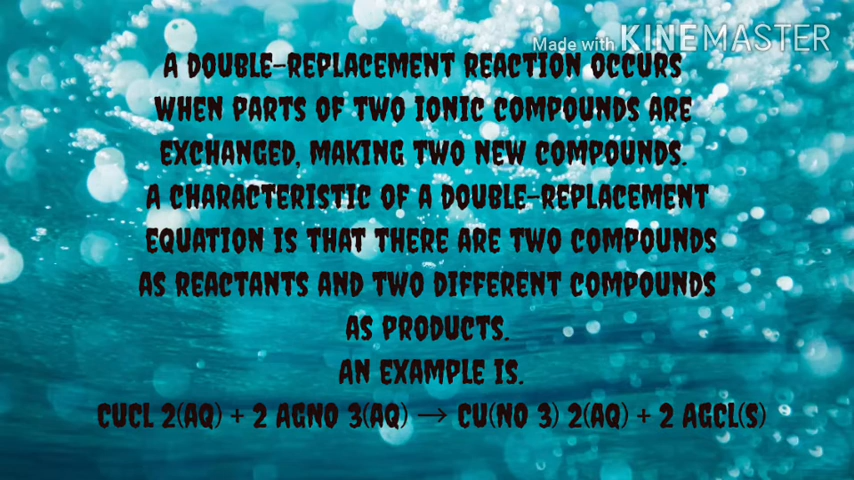 Made with KINEMASTER
A DOUBLE-REPLACEMENT REACTION OCCURS
WHEN PARTS OF TWO IONIC COMPOUNDS ARE
EXCHANGED, MAKING TWO NEW COMPOUNDS.
A CHARACTERISTIC OF A DOUBLE-REPLACEMENT
EQUATION IS THAT THERE ARE TWO COMPOUNDS
AS REACTANTS AND TWO DIFFERENT COMPOUNDS
AS PRODUCTS.
AN EXAMPLE IS.
CUCL 2(AQ) + 2 AGNO 3(AQ) → CU(NO 3) 2(AQ) + 2 AGCL(S)